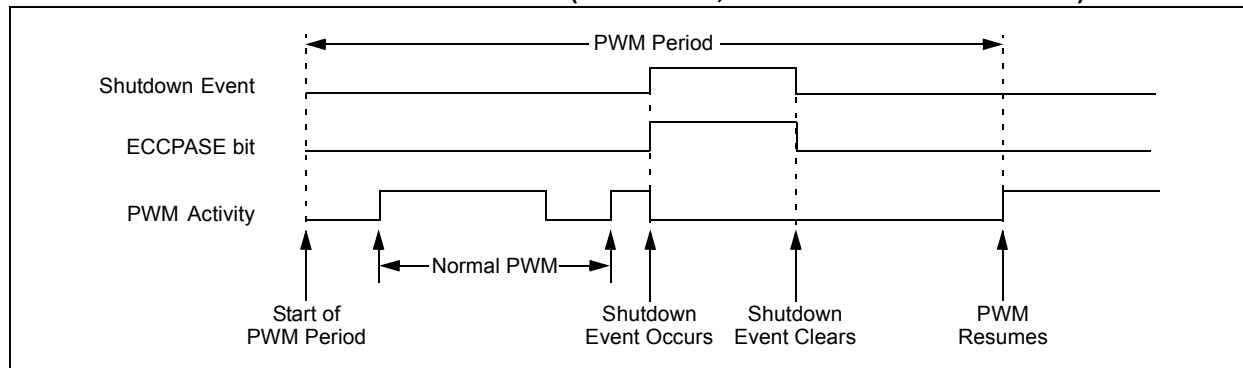 PWM Period
Shutdown Event
ECCPASE bit
PWM Activity
Normal PWM
Start of
PWM Period
Shutdown
Event Occurs
Shutdown
Event Clears
PWM
Resumes